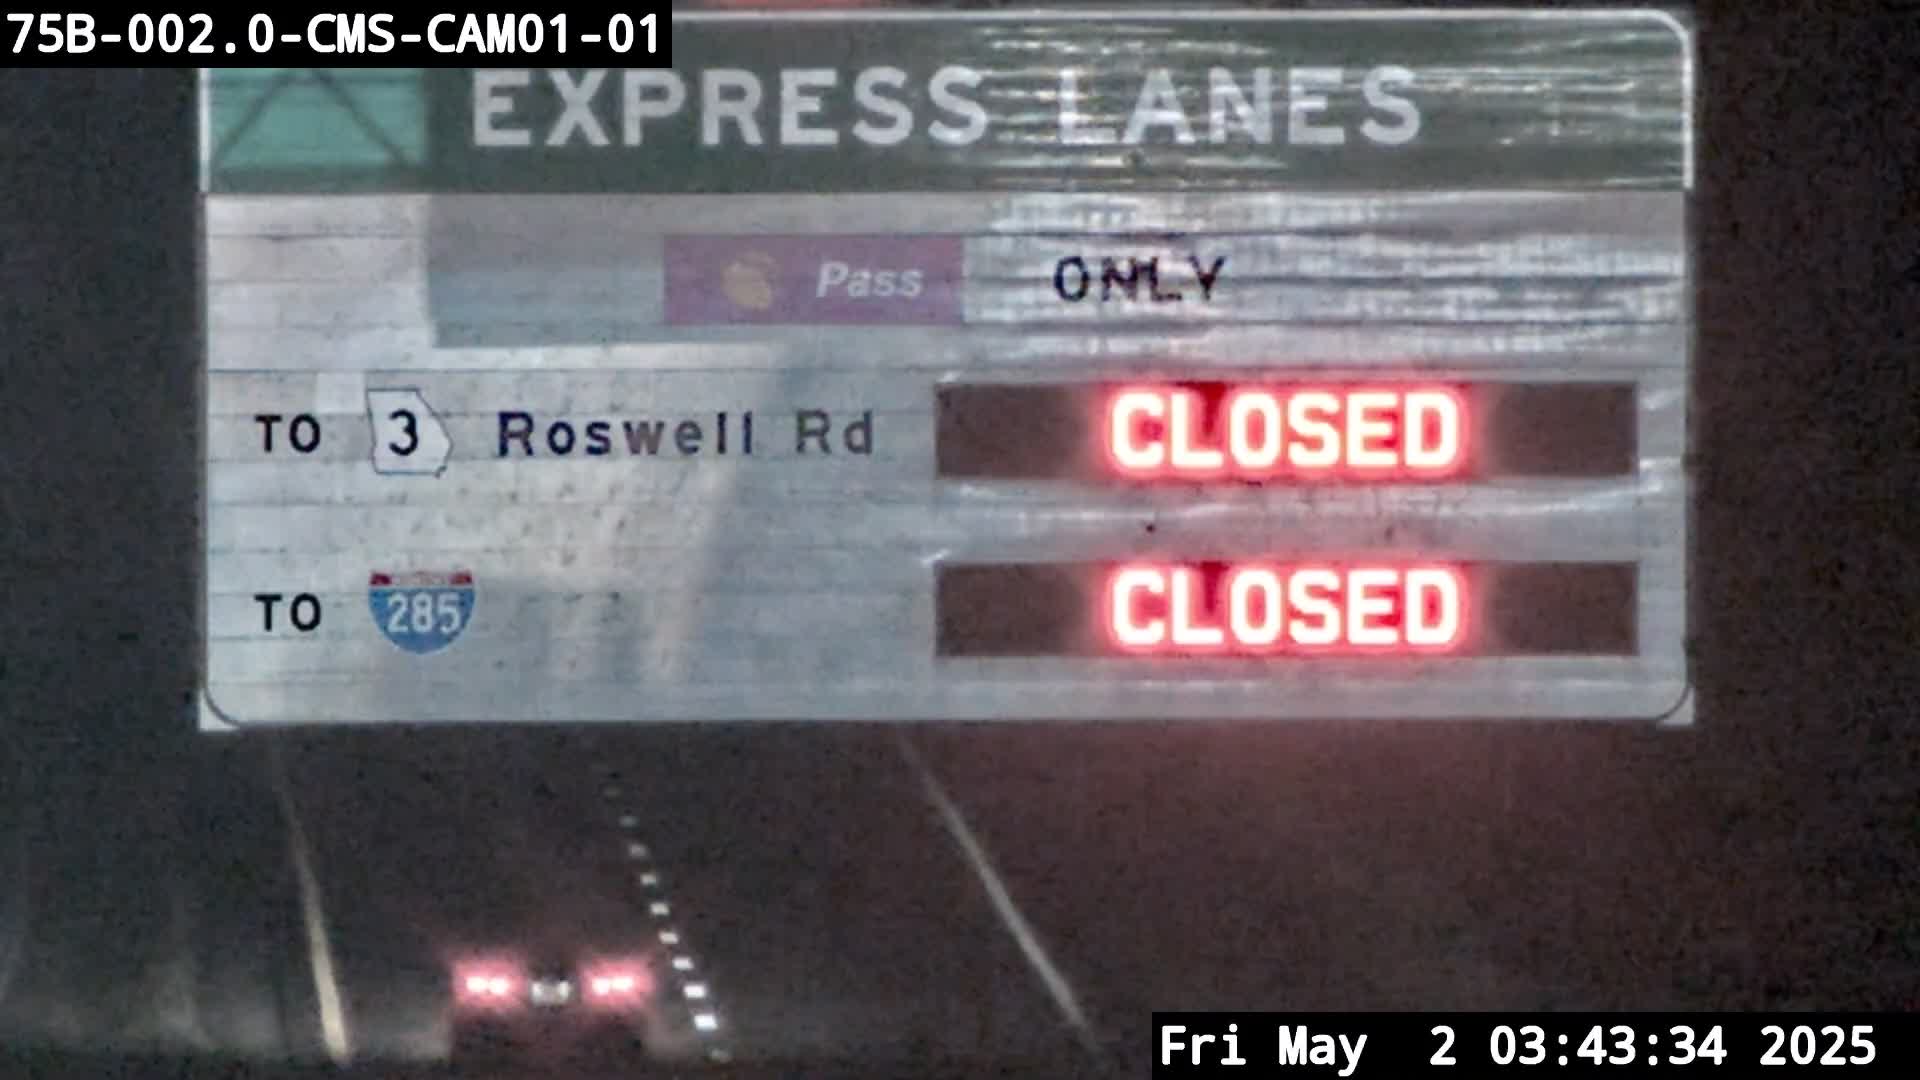 75B-002.0-CMS-CAM01-01
EXPRESS LANES
Pass ONLY
TO 3 Roswell Rd CLOSED
TO 285 CLOSED
Fri May 2 03:43:34 2025